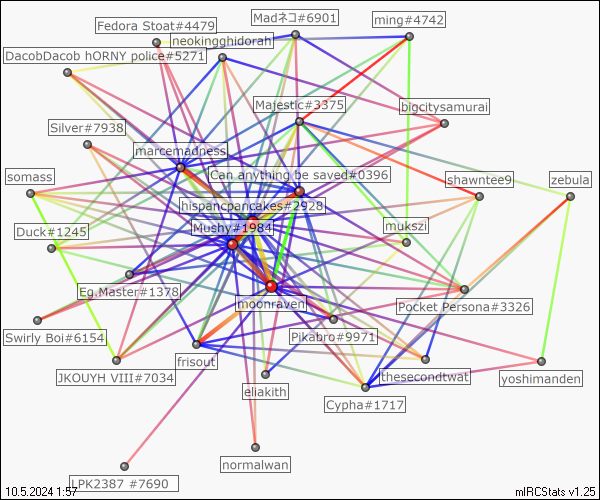 Madネコ#6901
ming#4742
Fedora Stoat#4479
neokingghidorah
DacobDacob hORNY police#5271
Majestic#3375
bigcitysamurai
Silver#7938
marcemadness
Can anything be saved#0396
somass
shawntee9
zebula
hispancpancakes#2928
Mushy#1984
mukszi
Duck#1245
Eg.Master#1378
moonraven
Pocket Persona#3326
Swirly Boi#6154
Pikabro#9971
frisout
JKOUYH VIII#7034
thesecondtwat
yoshimanden
eliakith
Cypha#1717
normalwan
LPK2387 #7690
10.5.2024 1:57
mIRCStats v1.25